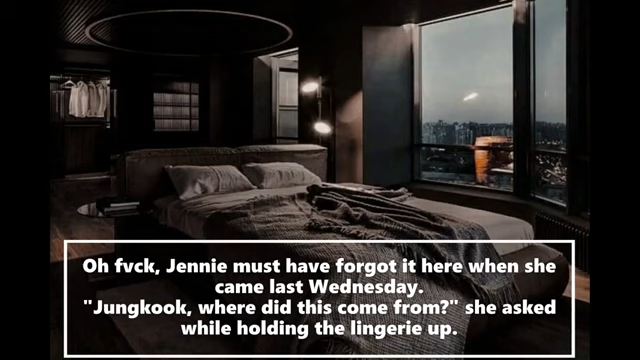 Oh fvck, Jennie must have forgot it here when she
came last Wednesday.
"Jungkook, where did this come from?" she asked
while holding the lingerie up.